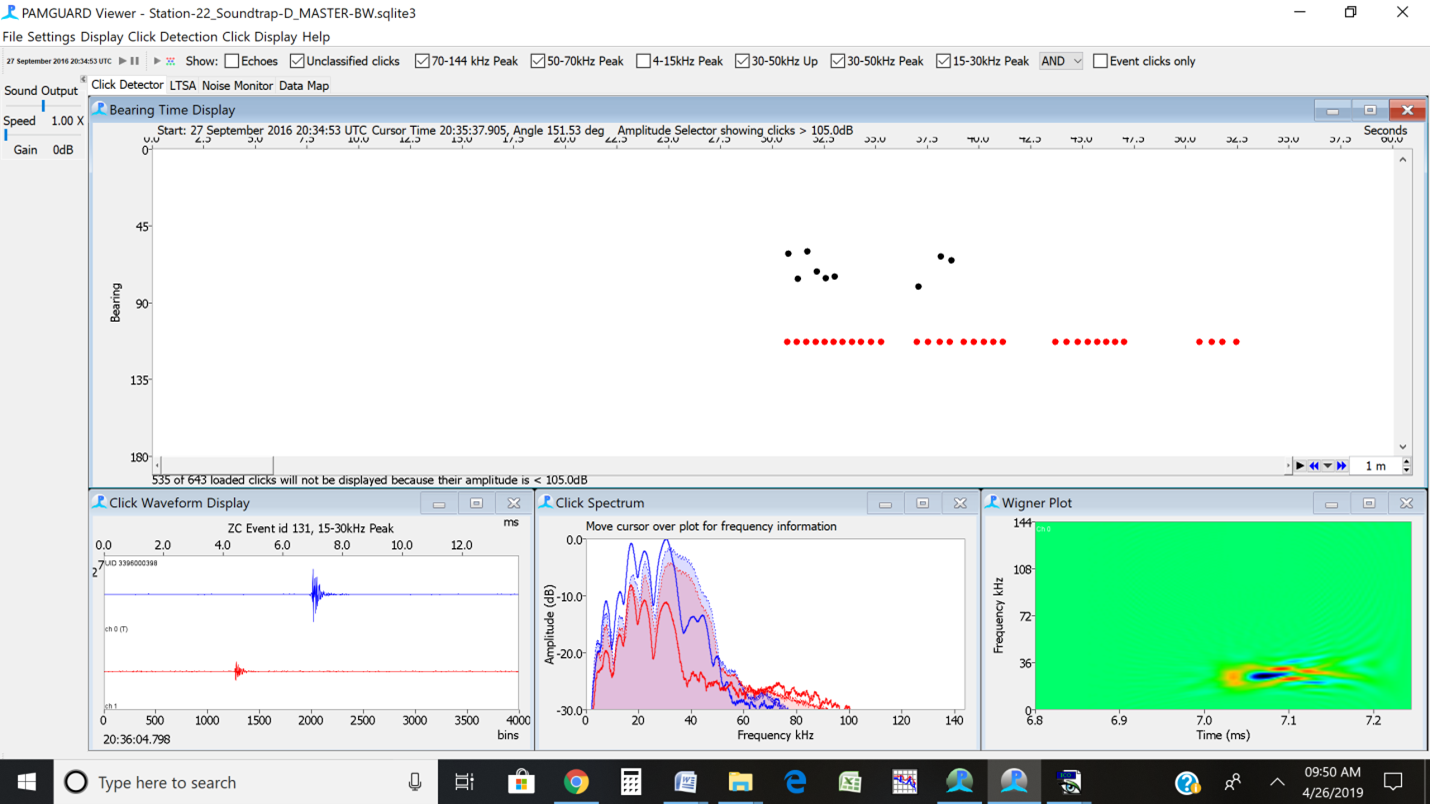 PAMGUARD Viewer - Station-22_Soundtrap-D_MASTER-BW.sqlite3
File Settings Display Click Detection Click Display Help
27 September 2016 20:34:53 UTC Show: Echoes Unclassified clicks 70-144 kHz Peak 50-70kHz Peak 4-15kHz Peak 30-50kHz Up 30-50kHz Peak 15-30kHz Peak AND Event clicks only
Sound Output
Speed 1.00 X
Gain 0dB
Click Detector LTSA Noise Monitor Data Map
Bearing Time Display
Start: 27 September 2016 20:34:53 UTC Cursor Time 20:35:37.905, Angle 151.53 deg Amplitude Selector showing clicks > 105.0dB Seconds
0.0 2.5 5.0 7.5 10.0 12.5 15.0 17.5 20.0 22.5 25.0 27.5 30.0 32.5 35.0 37.5 40.0 42.5 45.0 47.5 50.0 52.5 55.0 57.5 60.0
0
45
90
135
180
Bearing
1 m
535 of 643 loaded clicks will not be displayed because their amplitude is < 105.0dB
Click Waveform Display
ZC Event id 131, 15-30kHz Peak ms
0.0 2.0 4.0 6.0 8.0 10.0 12.0
UID 3396000398
ch 0 (T)
ch 1
0 500 1000 1500 2000 2500 3000 3500 4000
20:36:04.798 bins
Click Spectrum
Move cursor over plot for frequency information
0.0
-10.0
-20.0
-30.0
Amplitude (dB)
0 20 40 60 80 100 120 140
Frequency kHz
Wigner Plot
Ch 0
144
108
72
36
0
Frequency kHz
6.8 6.9 7.0 7.1 7.2
Time (ms)
Type here to search
09:50 AM
4/26/2019